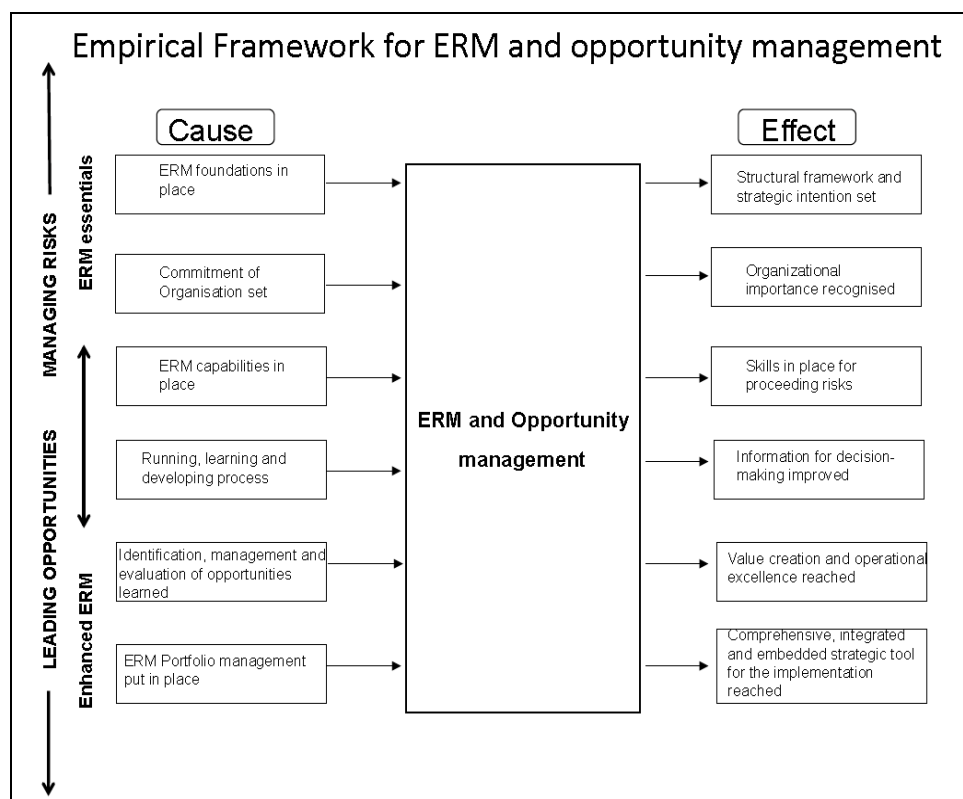 Empirical Framework for ERM and opportunity management
Cause
Effect
MANAGING RISKS
LEADING OPPORTUNITIES
ERM essentials
Enhanced ERM
ERM foundations in
place
Commitment of
Organisation set
ERM capabilities in
place
Running, learning and
developing process
Identification, management and
evaluation of opportunities
learned
ERM Portfolio management
put in place
ERM and Opportunity
management
Structural framework and
strategic intention set
Organizational
importance recognised
Skills in place for
proceeding risks
Information for decision-
making improved
Value creation and operational
excellence reached
Comprehensive, integrated
and embedded strategic tool
for the implementation
reached